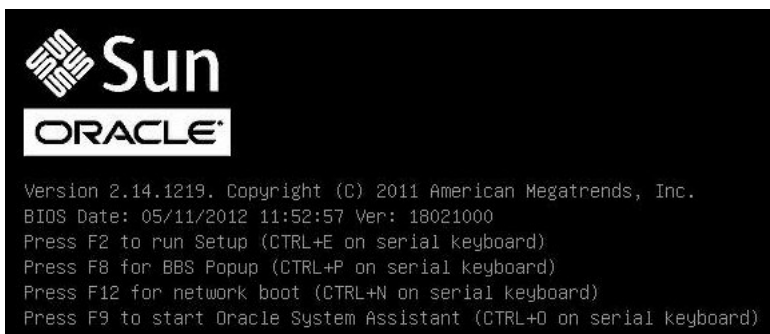 Sun
ORACLE
Version 2.14.1219. Copyright (C) 2011 American Megatrends, Inc.
BIOS Date: 05/11/2012 11:52:57 Ver: 18021000
Press F2 to run Setup (CTRL+E on serial keyboard)
Press F8 for BBS Popup (CTRL+P on serial keyboard)
Press F12 for network boot (CTRL+N on serial keyboard)
Press F9 to start Oracle System Assistant (CTRL+O on serial keyboard)